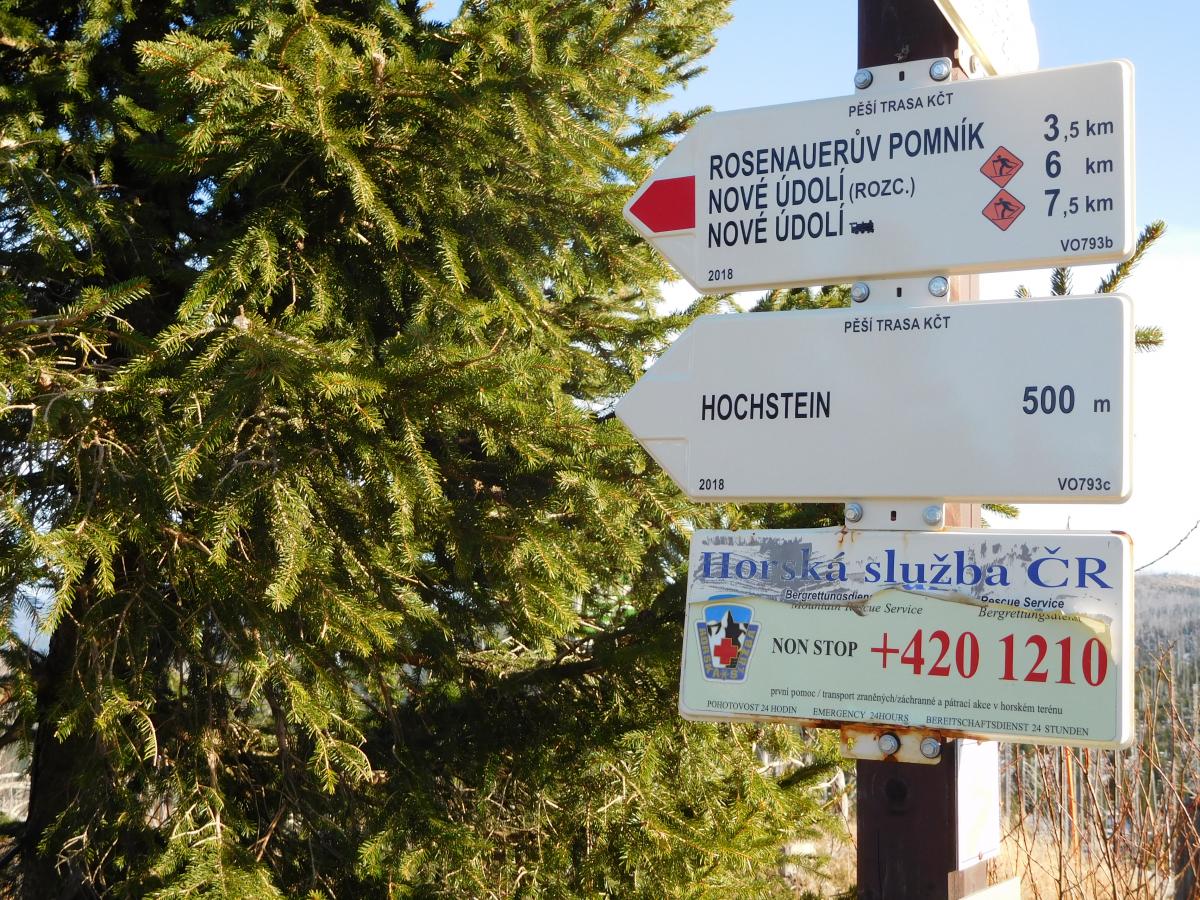 PĚŠÍ TRASA KČT
ROSENAUERŮV POMNÍK 3,5 km
NOVÉ ÚDOLÍ (ROZC.) 6 km
NOVÉ ÚDOLÍ 7,5 km
2018 VO793b
PĚŠÍ TRASA KČT
HOCHSTEIN 500 m
2018 VO793c
Horská služba ČR
Rescue Service
Mountain Rescue Service
NON STOP +420 1210
první pomoc / transport zraněných/záchranné a pátrací akce v horském terénu
POHOTOVOST 24 HODIN EMERGENCY 24HOURS BEREITSCHAFTSDIENST 24 STUNDEN